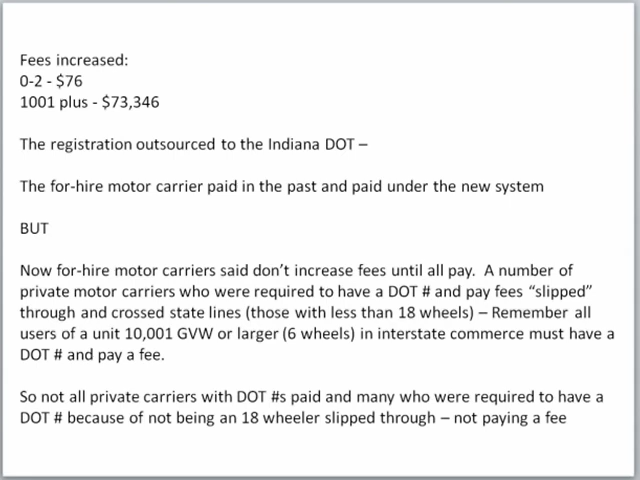 Fees increased:
0-2 - $76
1001 plus - $73,346
The registration outsourced to the Indiana DOT –
The for-hire motor carrier paid in the past and paid under the new system
BUT
Now for-hire motor carriers said don’t increase fees until all pay.  A number of
private motor carriers who were required to have a DOT # and pay fees “slipped”
through and crossed state lines (those with less than 18 wheels) – Remember all
users of a unit 10,001 GVW or larger (6 wheels) in interstate commerce must have a
DOT # and pay a fee.
So not all private carriers with DOT #s paid and many who were required to have a
DOT # because of not being an 18 wheeler slipped through – not paying a fee